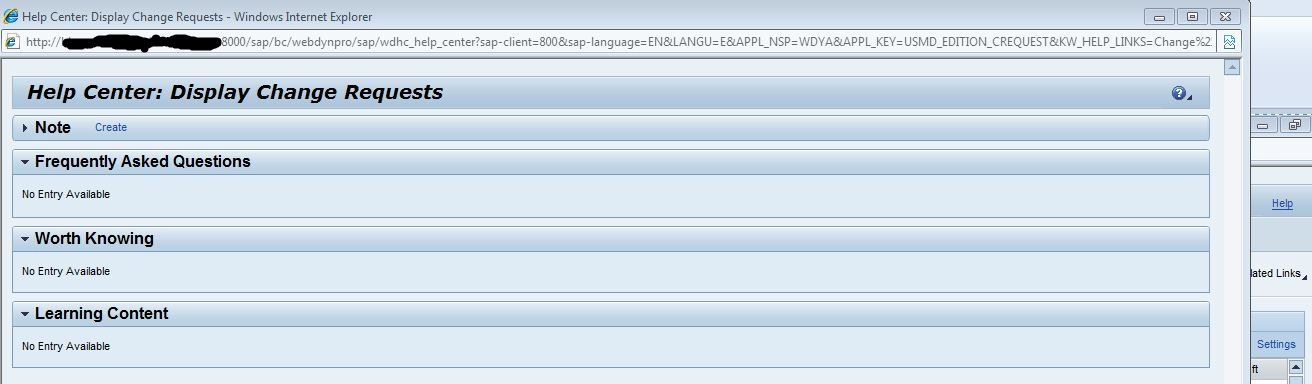 Help Center: Display Change Requests - Windows Internet Explorer
http:// 8000/sap/bc/webdynpro/sap/wdhc_help_center?sap-client=800&sap-language=EN&LANGU=E&APPL_NSP=WDYA&APPL_KEY=USMD_EDITION_CREQUEST&KW_HELP_LINKS=Change%2
Help Center: Display Change Requests
Note Create
Frequently Asked Questions
No Entry Available
Worth Knowing
No Entry Available
Learning Content
No Entry Available
Help
lated Links
Settings
ft